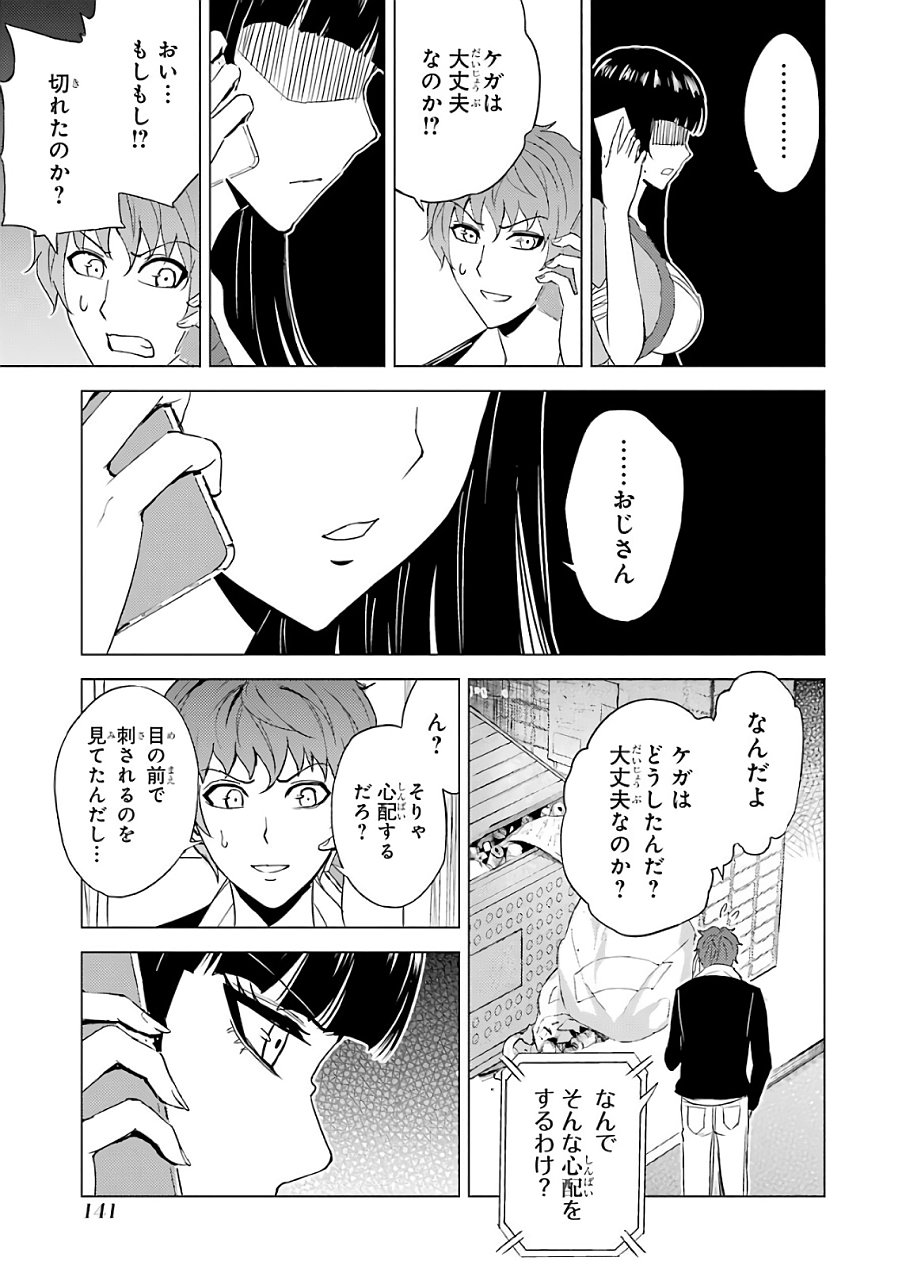 …………
ケガは
大丈夫
なのか!?
おい…
もしもし!?
切れたのか？
……おじさん
なんだよ
どうしたんだ？
ケガは
大丈夫なのか？
なんで
そんな心配を
するわけ？
ん？
そりゃ
心配する
だろ？
目の前で
刺されるのを
見てたんだし…
141